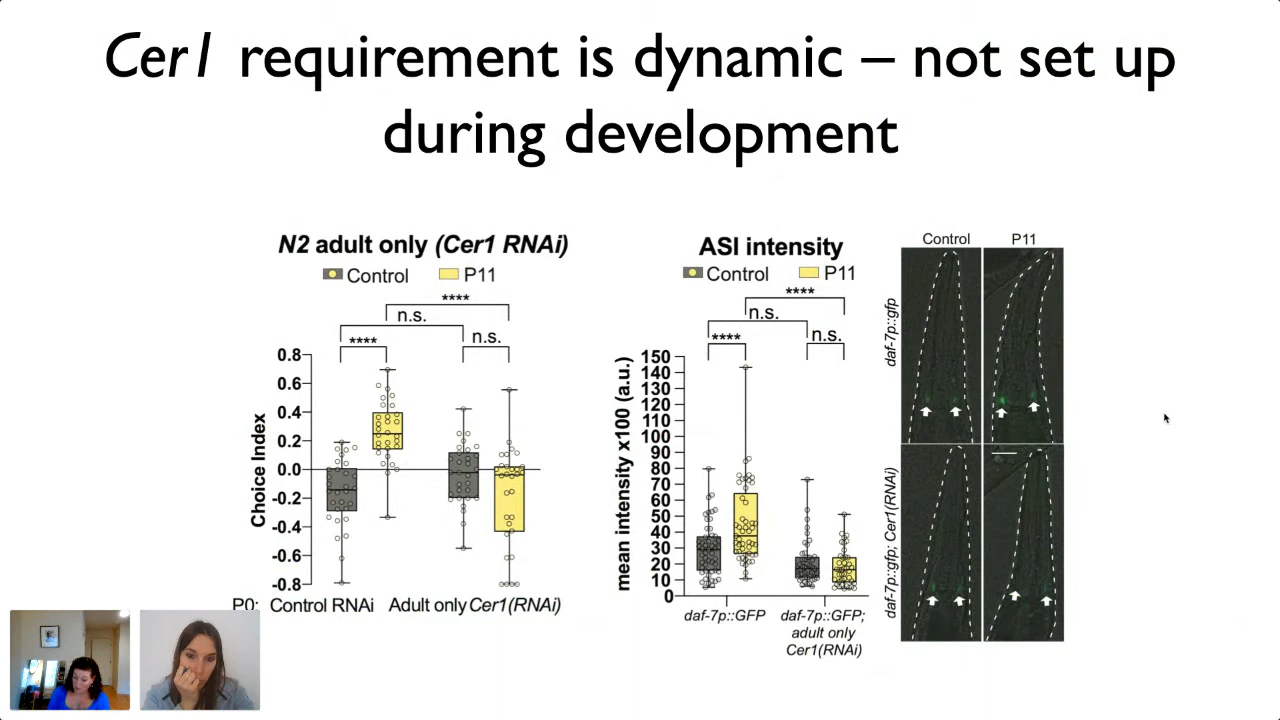 Cer1 requirement is dynamic – not set up
during development
N2 adult only (Cer1 RNAi)
Control P11
****
n.s.
**** n.s.
0.8
0.6
0.4
0.2
0.0
-0.2
-0.4
-0.6
-0.8
Choice Index
P0: Control RNAi Adult only Cer1(RNAi)
ASI intensity
Control P11
****
n.s.
**** n.s.
150
140
130
120
110
100
90
80
70
60
50
40
30
20
10
0
mean intensity x100 (a.u.)
daf-7p::GFP daf-7p::GFP;
adult only
Cer1(RNAi)
Control P11
daf-7p::gfp
daf-7p::gfp; Cer1(RNAi)